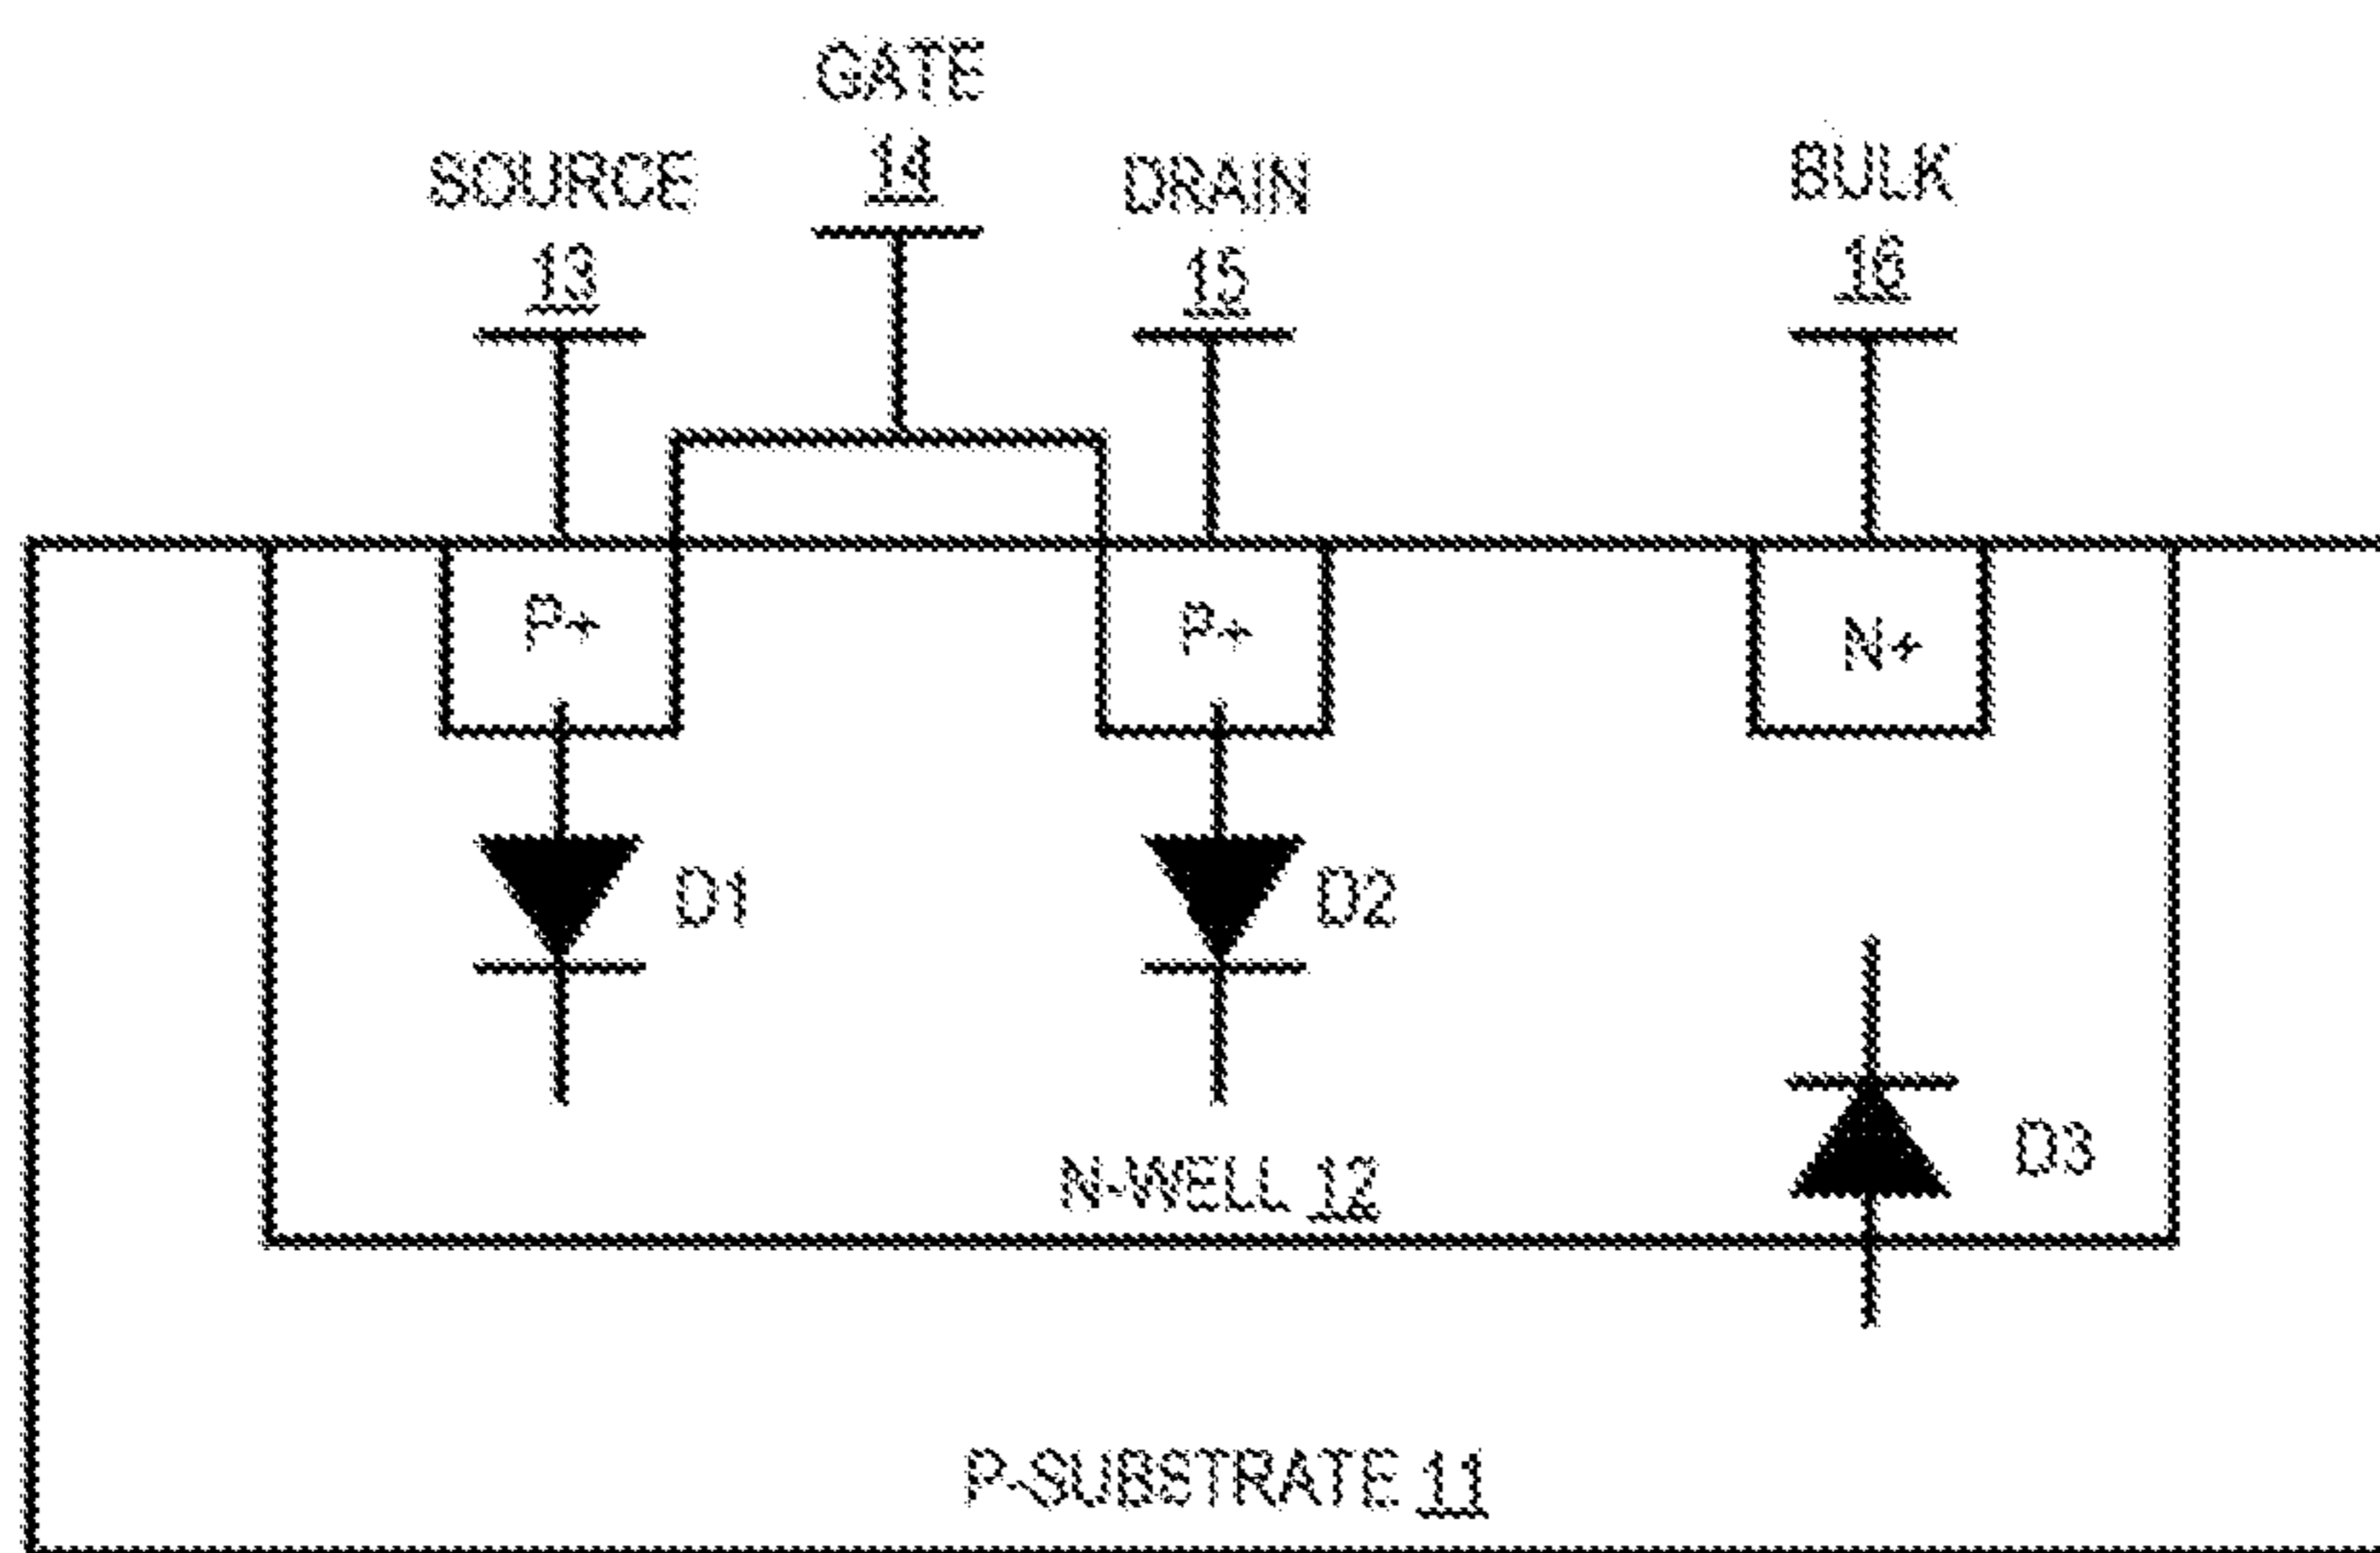 GATE
14
SOURCE
13
DRAIN
15
BULK
16
P+
P+
N+
D1
D2
D3
N-WELL 12
P-SUBSTRATE 11